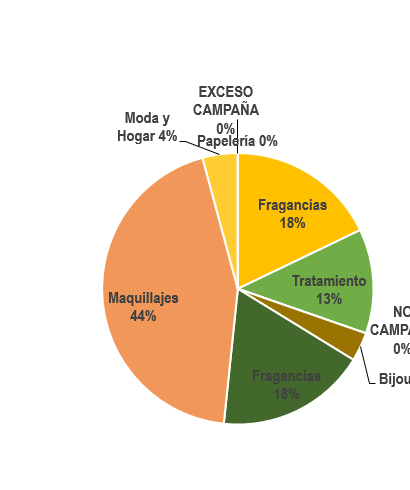 EXCESO
CAMPAÑA
0%
Moda y
Hogar 4%
Papelería 0%
Fragancias
18%
Tratamiento
13%
NO
CAMPA
0%
Bijou
Fragancias
18%
Maquillajes
44%